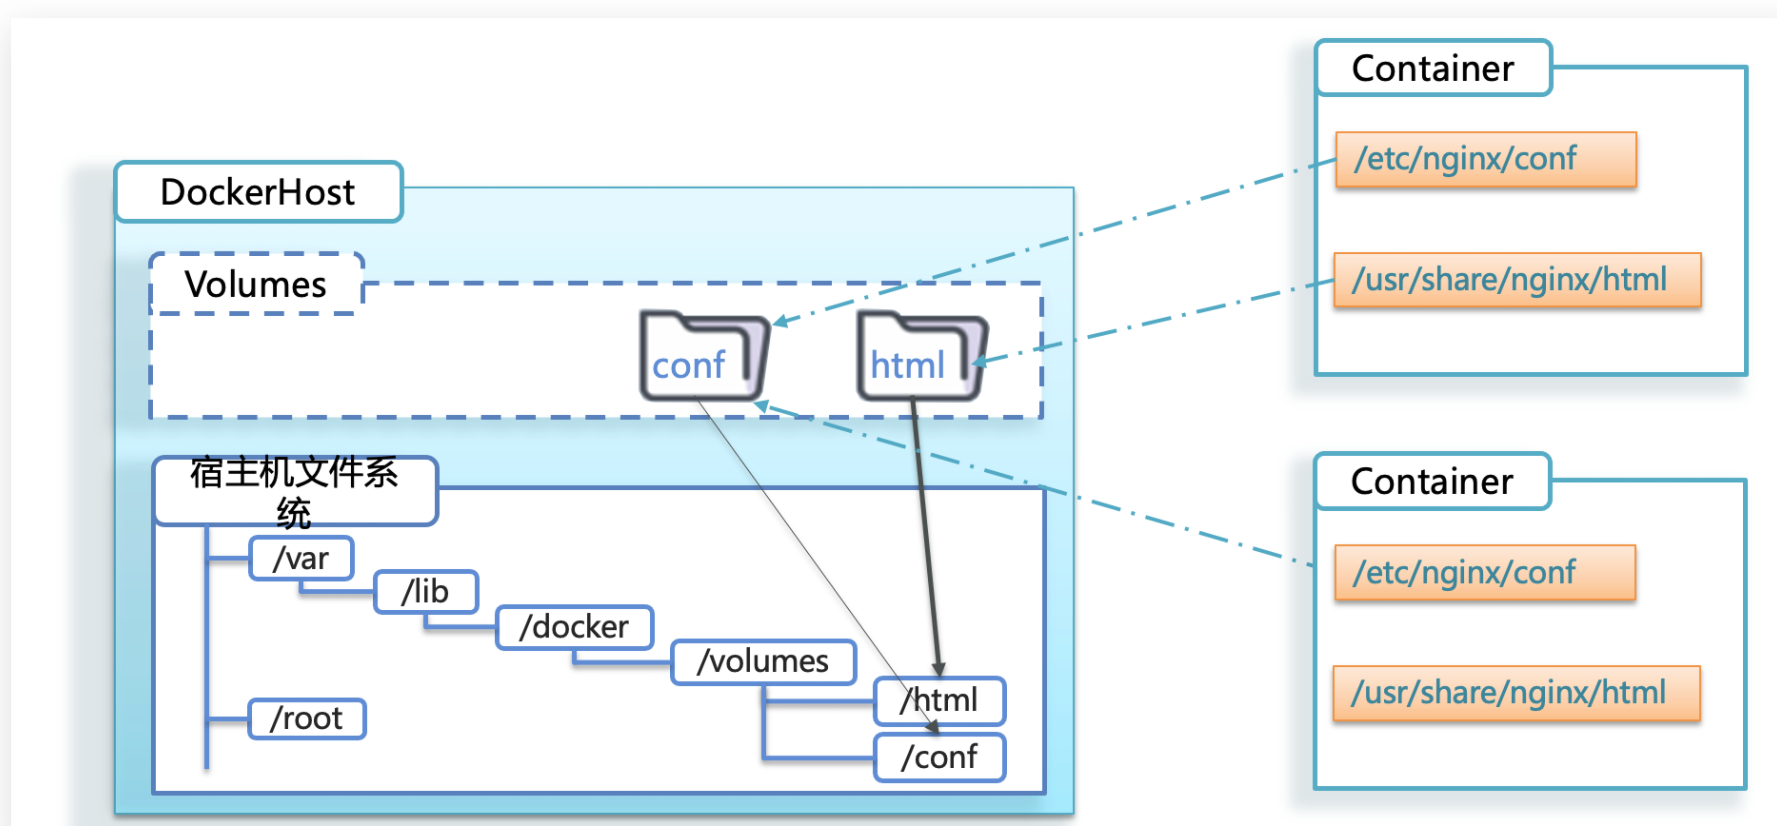 DockerHost
Volumes
conf
html
宿主机文件系
统
/var
/lib
/docker
/volumes
/html
/root
/conf
Container
/etc/nginx/conf
/usr/share/nginx/html
Container
/etc/nginx/conf
/usr/share/nginx/html